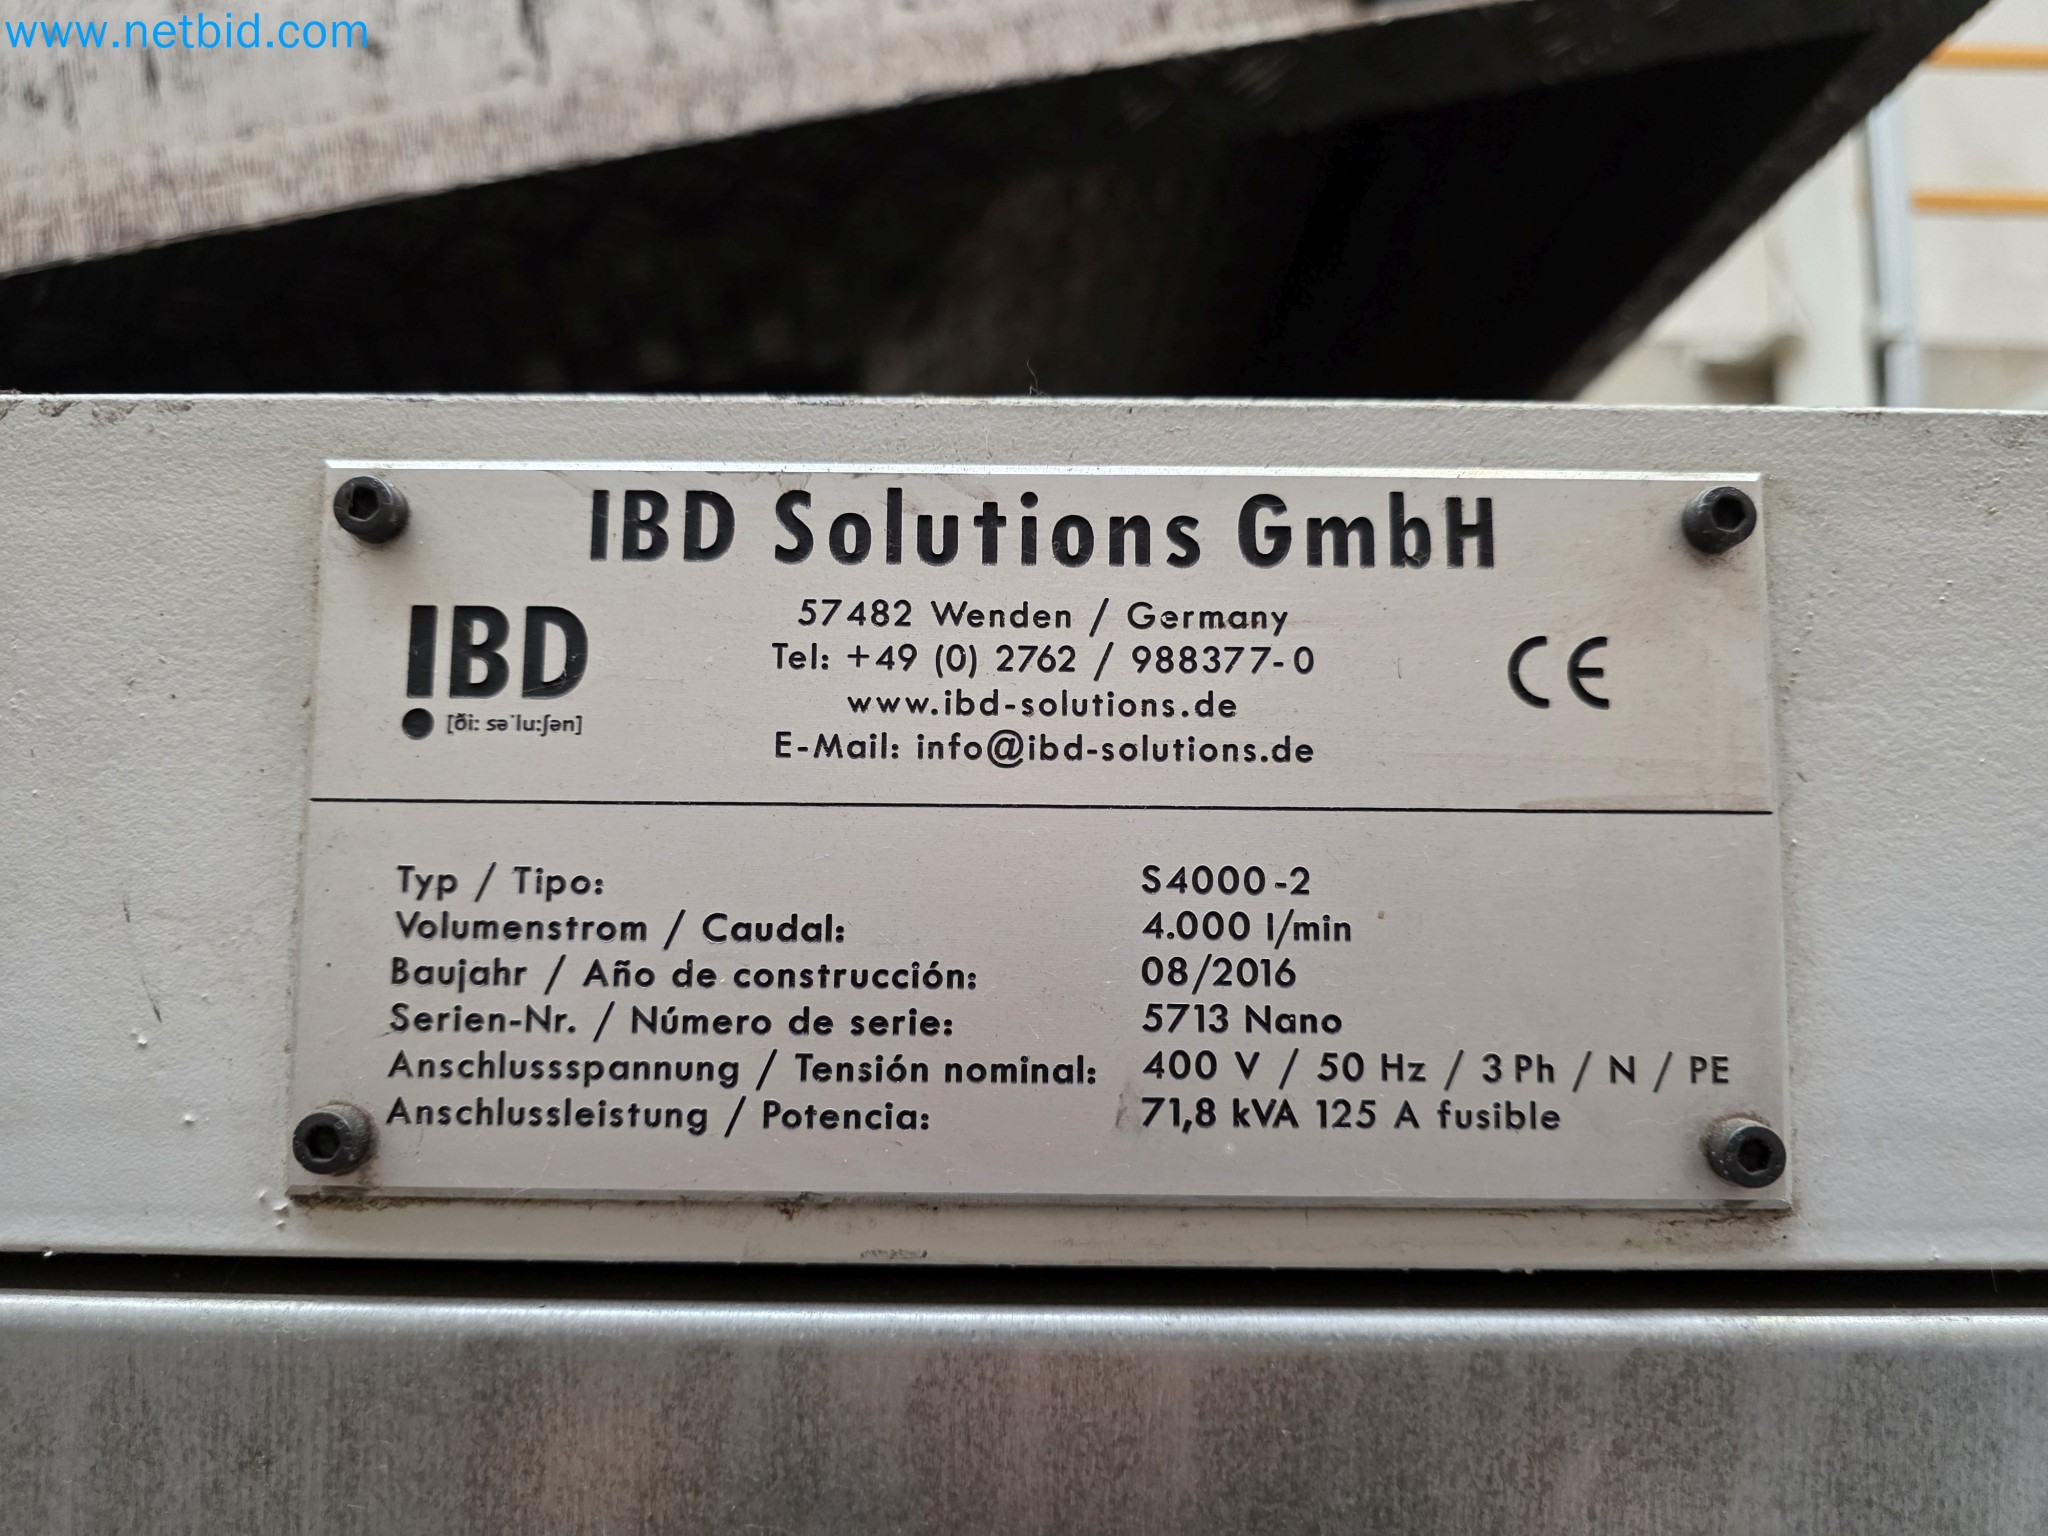 www.netbid.com
IBD Solutions GmbH
57482 Wenden / Germany
Tel: +49 (0) 2762 / 988377-0
www.ibd-solutions.de
E-Mail: info@ibd-solutions.de
IBD
[ði: səˈlu:ʃən]
CE
Typ / Tipo: S4000-2
Volumenstrom / Caudal: 4.000 l/min
Baujahr / Año de construcción: 08/2016
Serien-Nr. / Número de serie: 5713 Nano
Anschlussspannung / Tensión nominal: 400 V / 50 Hz / 3 Ph / N / PE
Anschlussleistung / Potencia: 71,8 kVA 125 A fusible